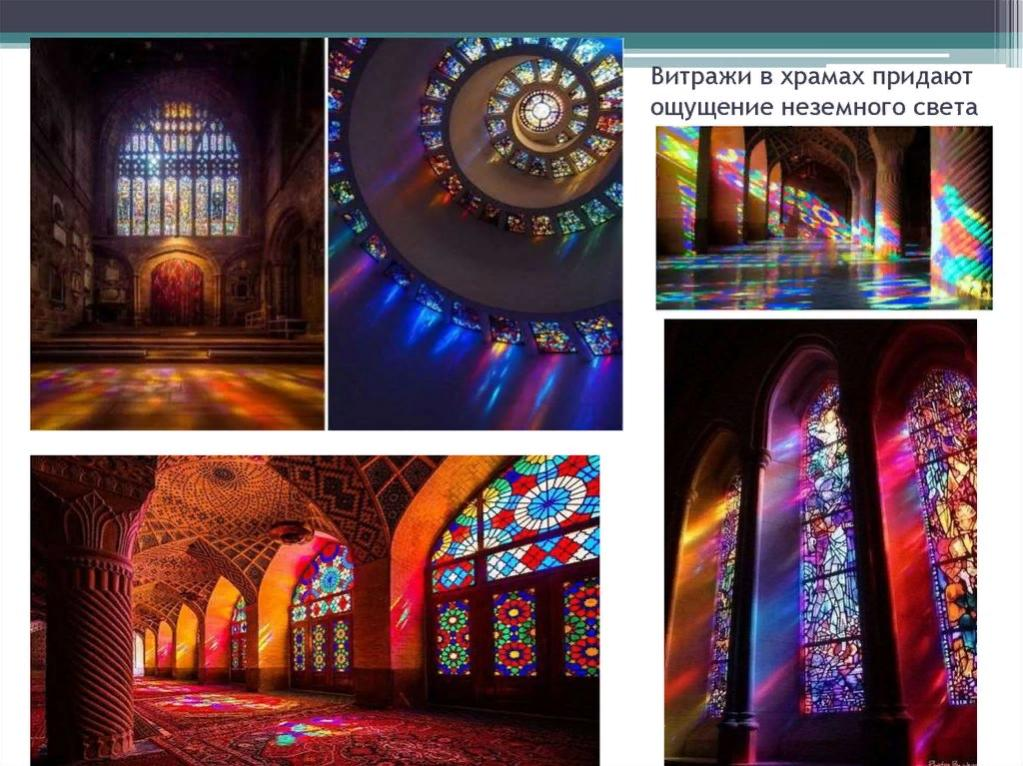 Витражи в храмах придают
ощущение неземного света